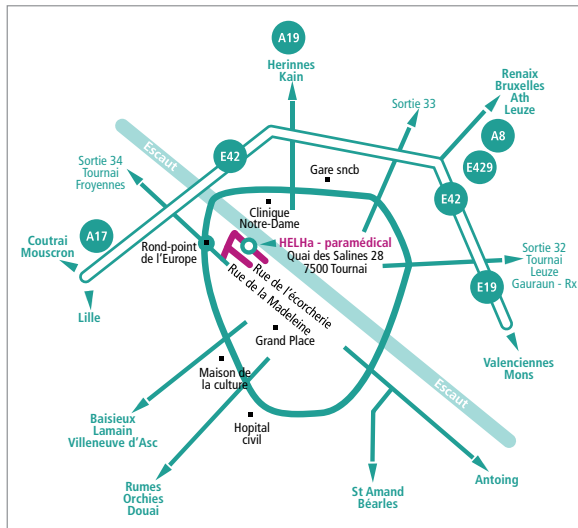 A19
Herinnes
Kain
Renaix
Bruxelles
Ath
Leuze
Sortie 33
A8
E429
Escaut
E42
Sortie 34
Tournai
Froyennes
Gare sncb
E42
Clinique
Notre-Dame
A17
Coutrai
Mouscron
Rond-point
de l'Europe
HELHa - paramédical
Quai des Salines 28
7500 Tournai
Sortie 32
Tournai
Leuze
Gauraun - Rx
Rue de l'écorcherie
Rue de la Madeleine
E19
Lille
Grand Place
Maison de
la culture
Valenciennes
Mons
Escaut
Baisieux
Lamain
Villeneuve d'Asc
Hopital
civil
Rumes
Orchies
Douai
St Amand
Béarles
Antoing